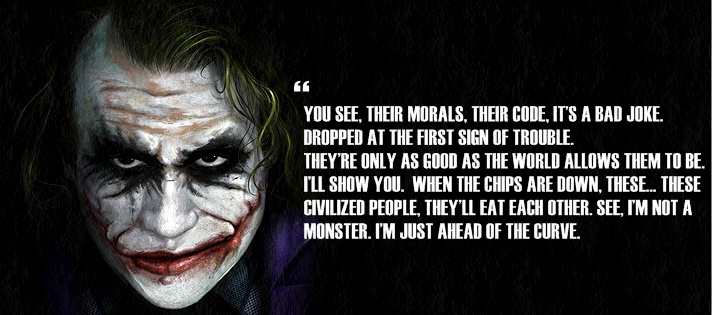 “
YOU SEE, THEIR MORALS, THEIR CODE, IT'S A BAD JOKE.
DROPPED AT THE FIRST SIGN OF TROUBLE.
THEY'RE ONLY AS GOOD AS THE WORLD ALLOWS THEM TO BE.
I'LL SHOW YOU. WHEN THE CHIPS ARE DOWN, THESE... THESE
CIVILIZED PEOPLE, THEY'LL EAT EACH OTHER. SEE, I'M NOT A
MONSTER. I'M JUST AHEAD OF THE CURVE.